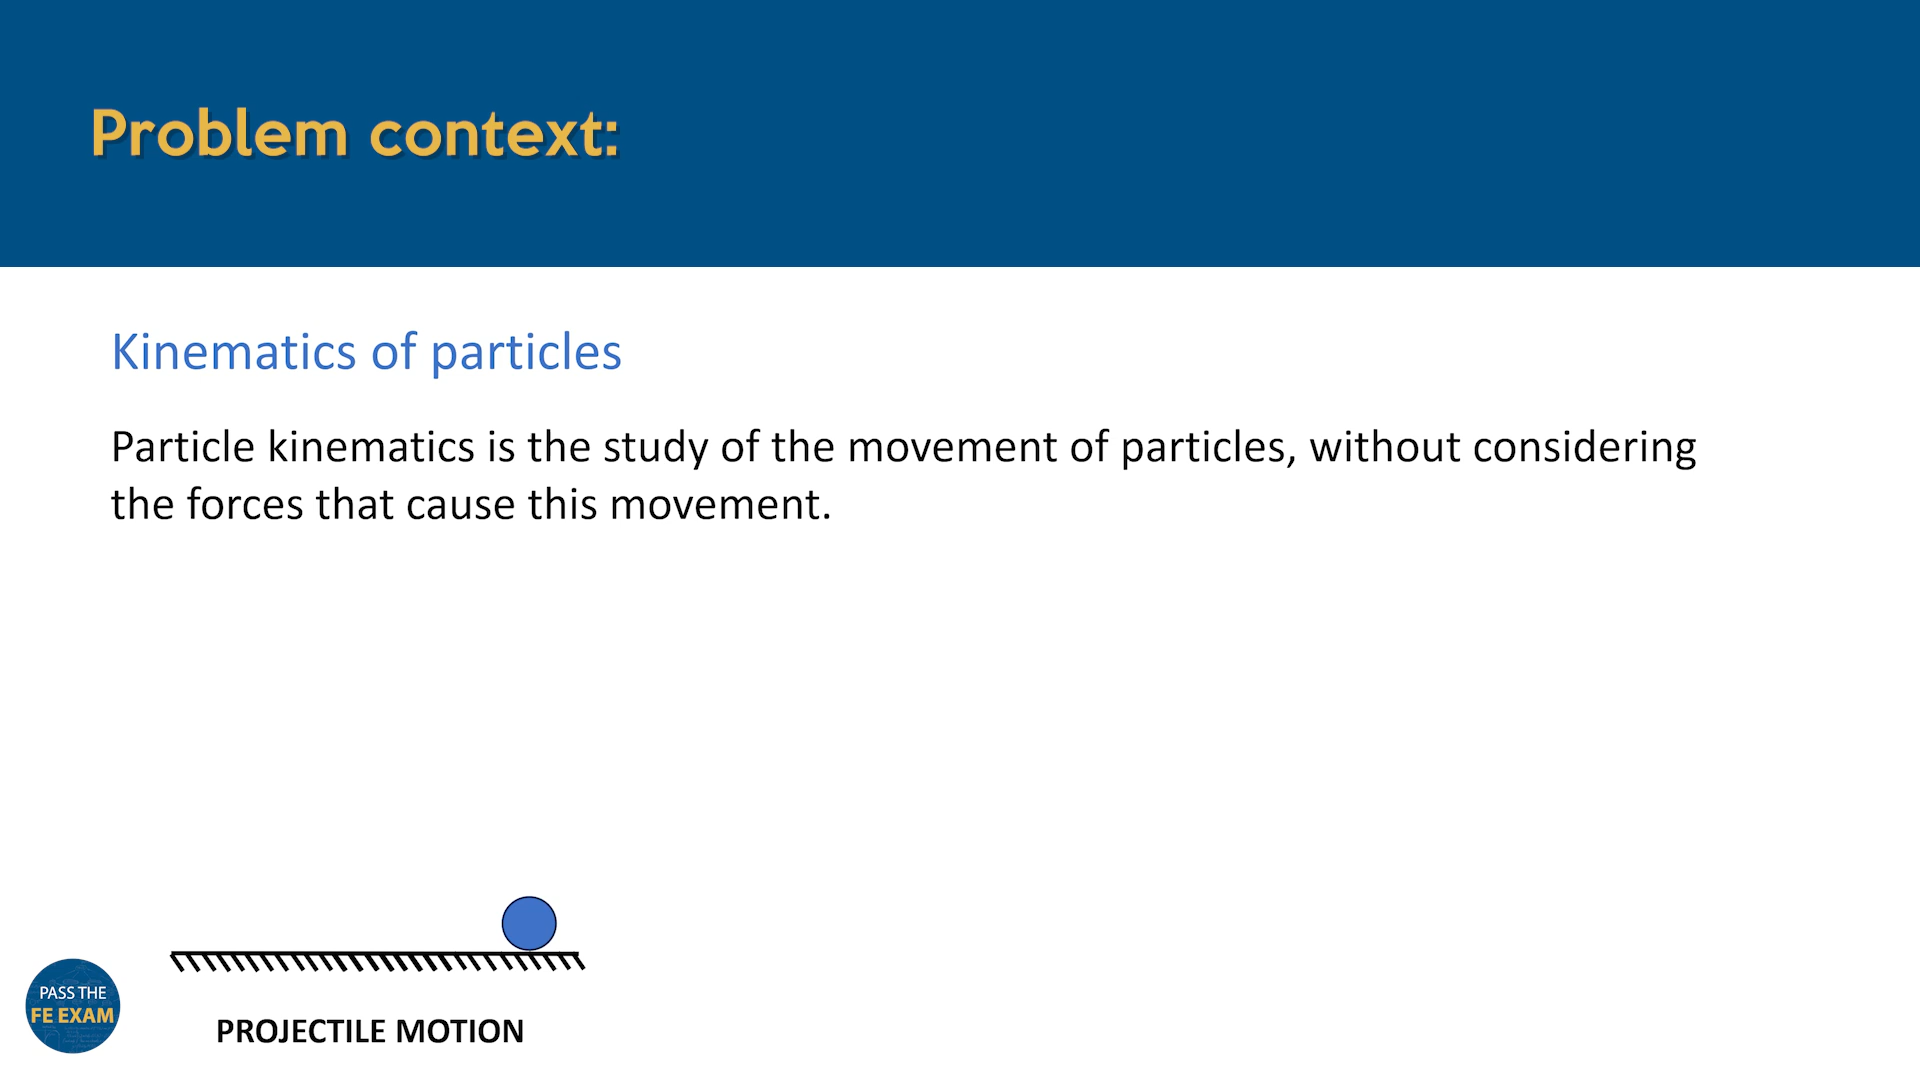 Problem context:
Kinematics of particles
Particle kinematics is the study of the movement of particles, without considering
the forces that cause this movement.
PASS THE
FE EXAM
PROJECTILE MOTION